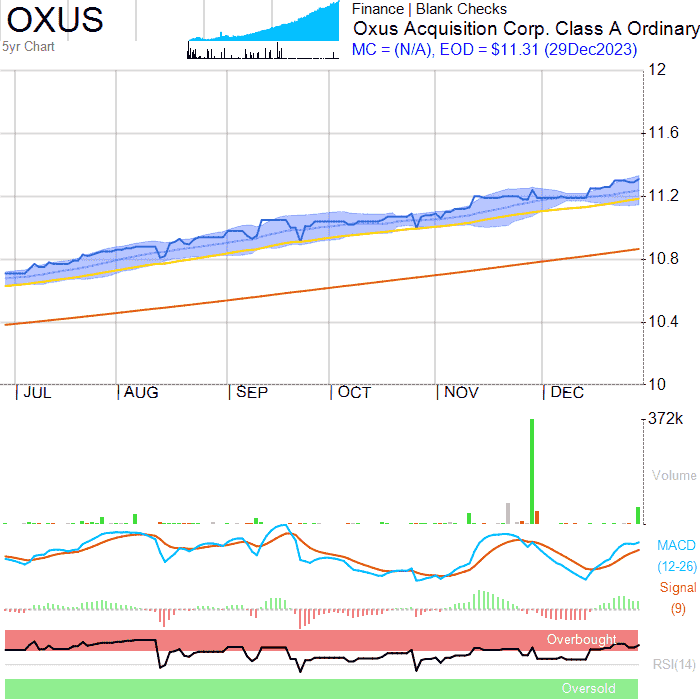 OXUS
5yr Chart
Finance | Blank Checks
Oxus Acquisition Corp. Class A Ordinary
MC = (N/A), EOD = $11.31 (29Dec2023)
12
11.6
11.2
10.8
10.4
10
JUL AUG SEP OCT NOV DEC
372k
Volume
MACD
(12-26)
Signal
(9)
Overbought
RSI(14)
Oversold